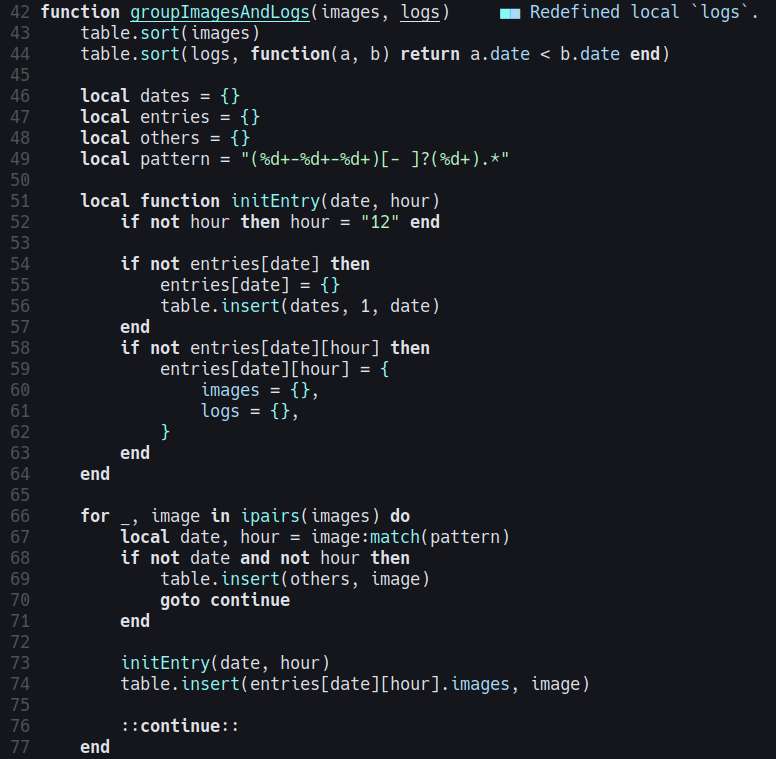 42 function groupImagesAndLogs(images, logs)     ■■ Redefined local `logs`.
43     table.sort(images)
44     table.sort(logs, function(a, b) return a.date < b.date end)
45
46     local dates = {}
47     local entries = {}
48     local others = {}
49     local pattern = "(%d+-%d+-%d+)[- ]?(%d+).*"
50
51     local function initEntry(date, hour)
52         if not hour then hour = "12" end
53
54         if not entries[date] then
55             entries[date] = {}
56             table.insert(dates, 1, date)
57         end
58         if not entries[date][hour] then
59             entries[date][hour] = {
60                 images = {},
61                 logs = {},
62             }
63         end
64     end
65
66     for _, image in ipairs(images) do
67         local date, hour = image:match(pattern)
68         if not date and not hour then
69             table.insert(others, image)
70             goto continue
71         end
72
73         initEntry(date, hour)
74         table.insert(entries[date][hour].images, image)
75
76         ::continue::
77     end